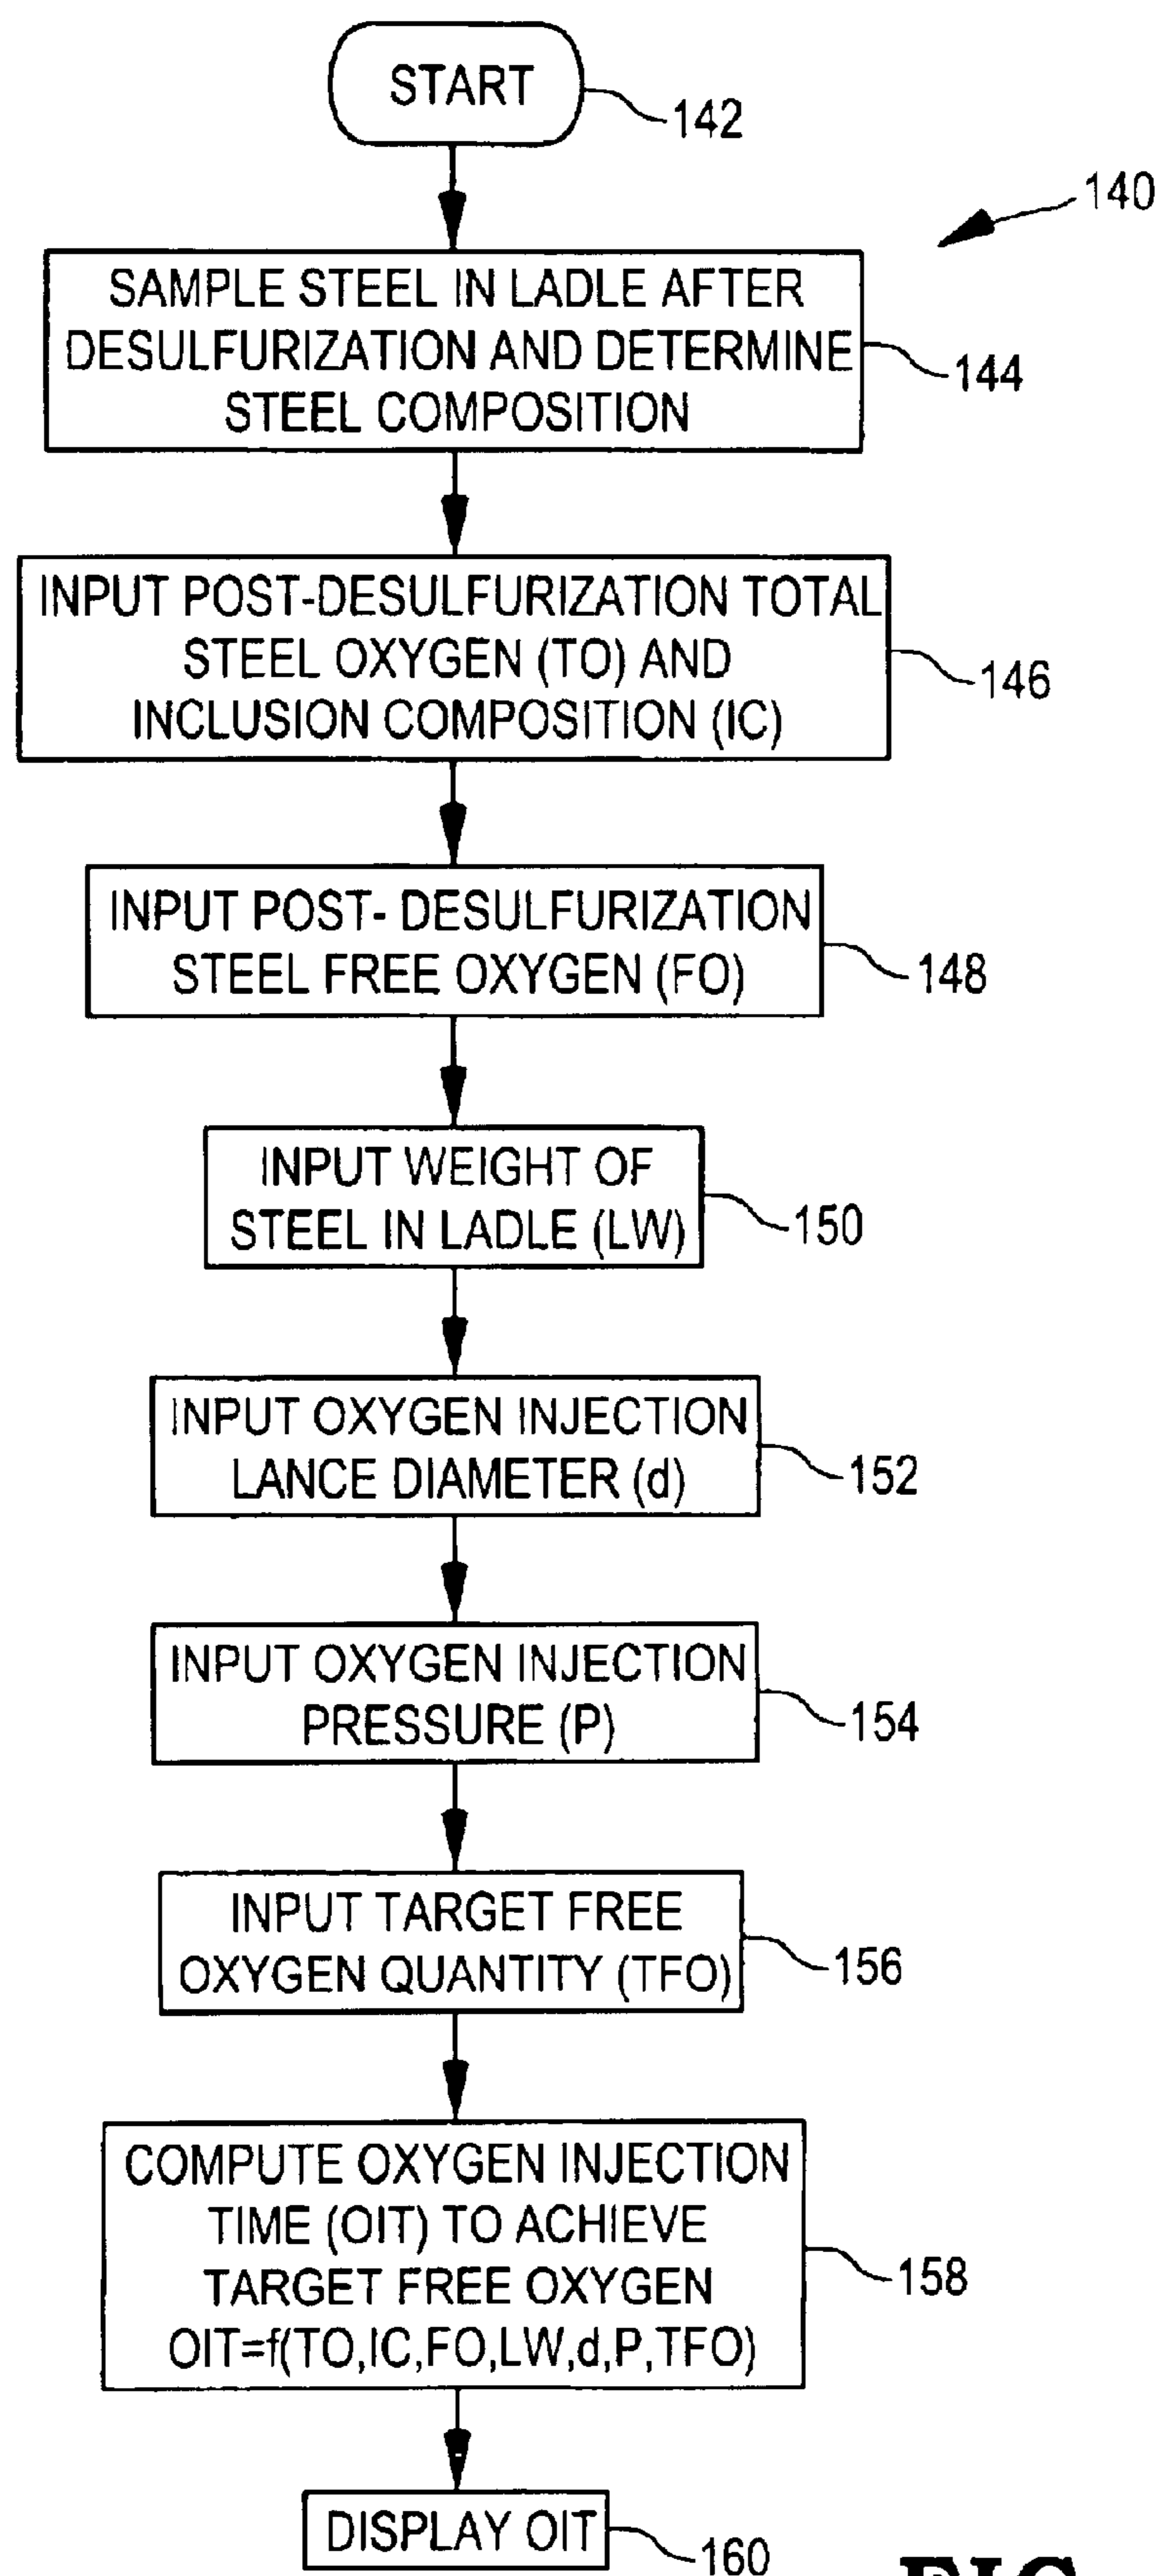 START
142
140
SAMPLE STEEL IN LADLE AFTER
DESULFURIZATION AND DETERMINE
STEEL COMPOSITION
144
INPUT POST-DESULFURIZATION TOTAL
STEEL OXYGEN (TO) AND
INCLUSION COMPOSITION (IC)
146
INPUT POST- DESULFURIZATION
STEEL FREE OXYGEN (FO)
148
INPUT WEIGHT OF
STEEL IN LADLE (LW)
150
INPUT OXYGEN INJECTION
LANCE DIAMETER (d)
152
INPUT OXYGEN INJECTION
PRESSURE (P)
154
INPUT TARGET FREE
OXYGEN QUANTITY (TFO)
156
COMPUTE OXYGEN INJECTION
TIME (OIT) TO ACHIEVE
TARGET FREE OXYGEN
OIT=f(TO,IC,FO,LW,d,P,TFO)
158
DISPLAY OIT
160